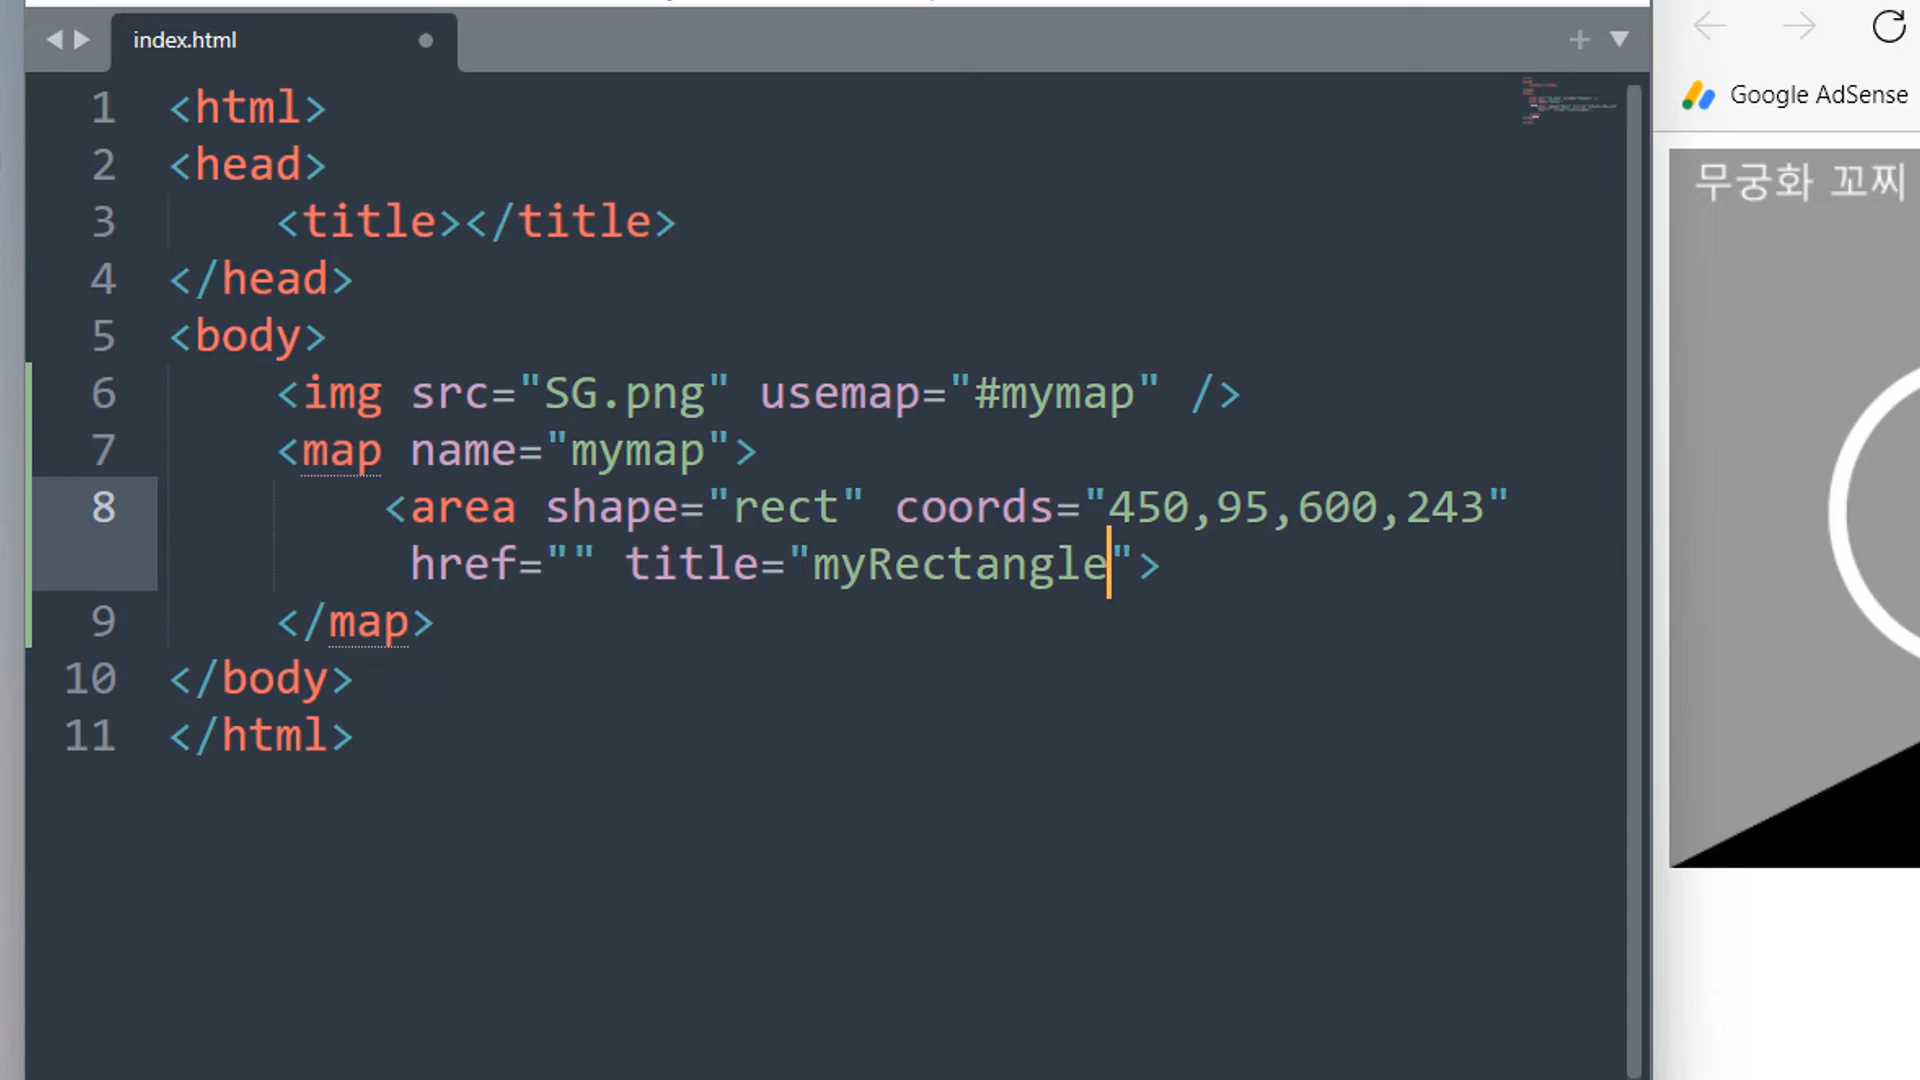 index.html
1 <html>
2 <head>
3 <title></title>
4 </head>
5 <body>
6 <img src="SG.png" usemap="#mymap" />
7 <map name="mymap">
8 <area shape="rect" coords="450,95,600,243"
href="" title="myRectangle">
9 </map>
10 </body>
11 </html>
Google AdSense
무궁화 꼬찌